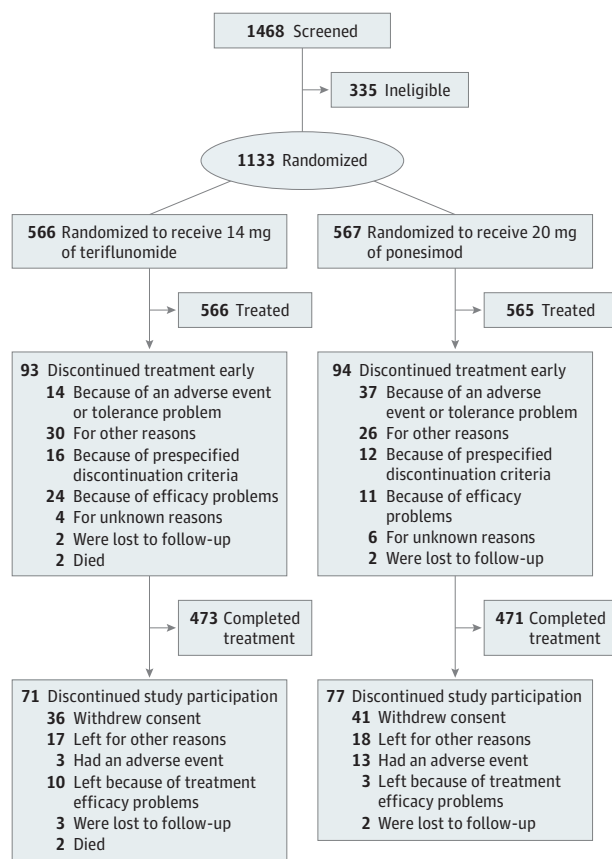 1468 Screened
335 Ineligible
1133 Randomized
566 Randomized to receive 14 mg
of teriflunomide
566 Treated
93 Discontinued treatment early
14 Because of an adverse event
or tolerance problem
30 For other reasons
16 Because of prespecified
discontinuation criteria
24 Because of efficacy problems
4 For unknown reasons
2 Were lost to follow-up
2 Died
473 Completed
treatment
71 Discontinued study participation
36 Withdrew consent
17 Left for other reasons
3 Had an adverse event
10 Left because of treatment
efficacy problems
3 Were lost to follow-up
2 Died
567 Randomized to receive 20 mg
of ponesimod
565 Treated
94 Discontinued treatment early
37 Because of an adverse
event or tolerance problem
26 For other reasons
12 Because of prespecified
discontinuation criteria
11 Because of efficacy
problems
6 For unknown reasons
2 Were lost to follow-up
471 Completed
treatment
77 Discontinued study participation
41 Withdrew consent
18 Left for other reasons
13 Had an adverse event
3 Left because of treatment
efficacy problems
2 Were lost to follow-up